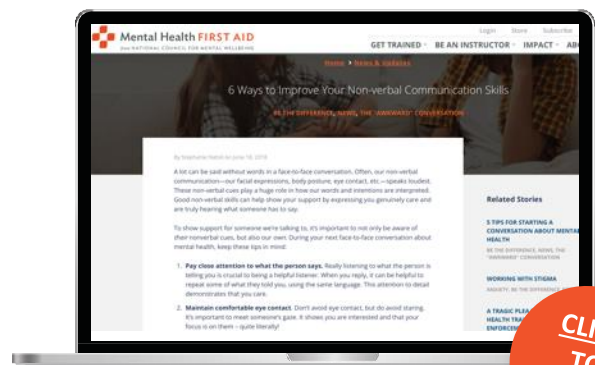 Login Store Subscribe
Mental Health FIRST AID
from NATIONAL COUNCIL FOR MENTAL WELLBEING
GET TRAINED BE AN INSTRUCTOR IMPACT ABO
Home > News & Updates
6 Ways to Improve Your Non-verbal Communication Skills
BE THE DIFFERENCE, NEWS, THE "AWKWARD" CONVERSATION
By Stephanie on June 18, 2019
A lot can be said without words in a face-to-face conversation. Often, our non-verbal
communication—our facial expressions, body posture, eye contact, etc.—speaks loudest.
These non-verbal cues play a huge role in how our words and intentions are interpreted.
Good non-verbal skills can help show your support by expressing you genuinely care and
are truly hearing what someone has to say.
To show support for someone we're talking to, it's important to not only be aware of
their nonverbal cues, but also our own. During your next face-to-face conversation about
mental health, keep these tips in mind:
1. Pay close attention to what the person says. Really listening to what the person is
telling you is crucial to being a helpful listener. When you reply, it can be helpful to
repeat some of what they told you, using the same language. This attention to detail
demonstrates that you care.
2. Maintain comfortable eye contact. Don't avoid eye contact, but do avoid staring.
It's important to meet someone's gaze. It shows you are interested and that your
focus is on them – quite literally!
Related Stories
5 TIPS FOR STARTING A
CONVERSATION ABOUT MENTAL
HEALTH
BE THE DIFFERENCE, NEWS, THE
"AWKWARD" CONVERSATION
WORKING WITH STIGMA
ANXIETY, BE THE DIFFERENCE
A TRAGIC PLEA
HEALTH TRA
ENFORCE
CLI
TO